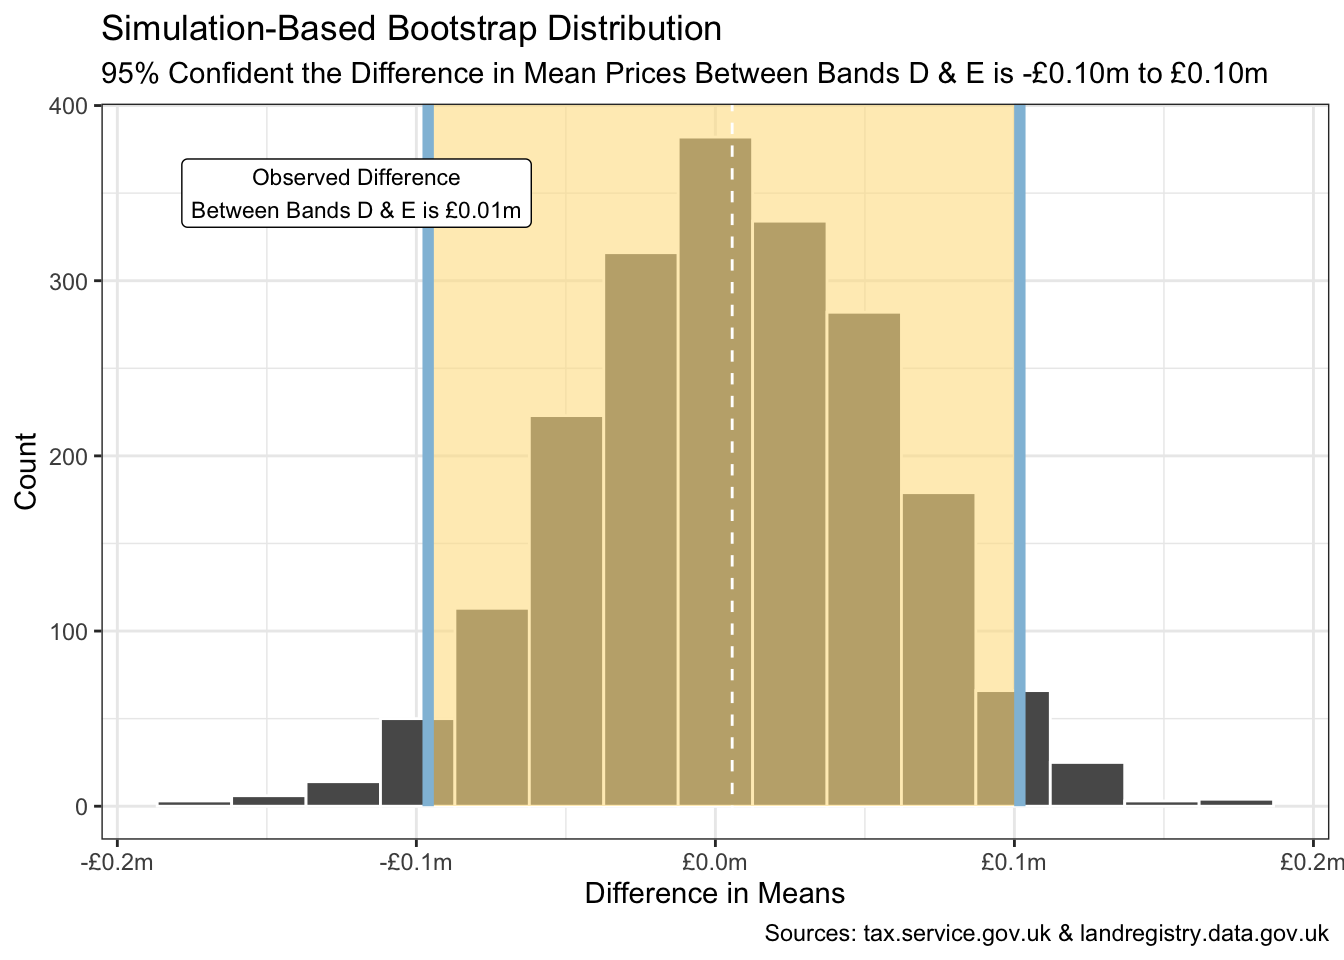 Simulation-Based Bootstrap Distribution
95% Confident the Difference in Mean Prices Between Bands D & E is -£0.10m to £0.10m
400
300
200
100
0
Count
Observed Difference
Between Bands D & E is £0.01m
-£0.2m
-£0.1m
£0.0m
£0.1m
£0.2m
Difference in Means
Sources: tax.service.gov.uk & landregistry.data.gov.uk